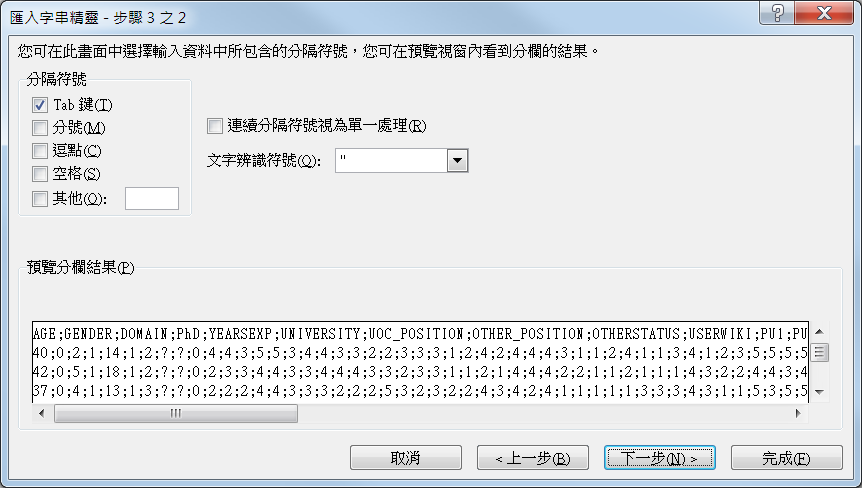 匯入字串精靈 - 步驟 3 之 2
您可在此畫面中選擇輸入資料中所包含的分隔符號，您可在預覽視窗內看到分欄的結果。
分隔符號
Tab 鍵(T)
分號(M)
逗點(C)
空格(S)
其他(O):
連續分隔符號視為單一處理(R)
文字辨識符號(Q): "
預覽分欄結果(P)
AGE;GENDER;DOMAIN;PhD;YEARSEXP;UNIVERSITY;UOC_POSITION;OTHER_POSITION;OTHERSTATUS;USERWIKI;PU1;PU
40;0;2;1;14;1;2;?;?;0;4;4;3;5;5;3;4;4;3;3;2;2;3;3;3;1;2;4;2;4;4;4;3;1;1;2;4;1;1;3;4;1;2;3;5;5;5
42;0;5;1;18;1;2;?;?;0;2;3;3;4;4;3;3;4;4;4;3;3;2;3;3;1;1;2;1;4;4;4;2;2;1;1;2;1;1;1;4;3;2;2;4;4;3;4
37;0;4;1;13;1;3;?;?;0;2;2;2;4;4;3;3;3;2;2;2;5;3;2;3;2;2;4;3;4;2;4;1;1;1;1;1;3;3;3;4;3;1;1;5;3;5;5
取消
< 上一步(B)
下一步(N) >
完成(F)